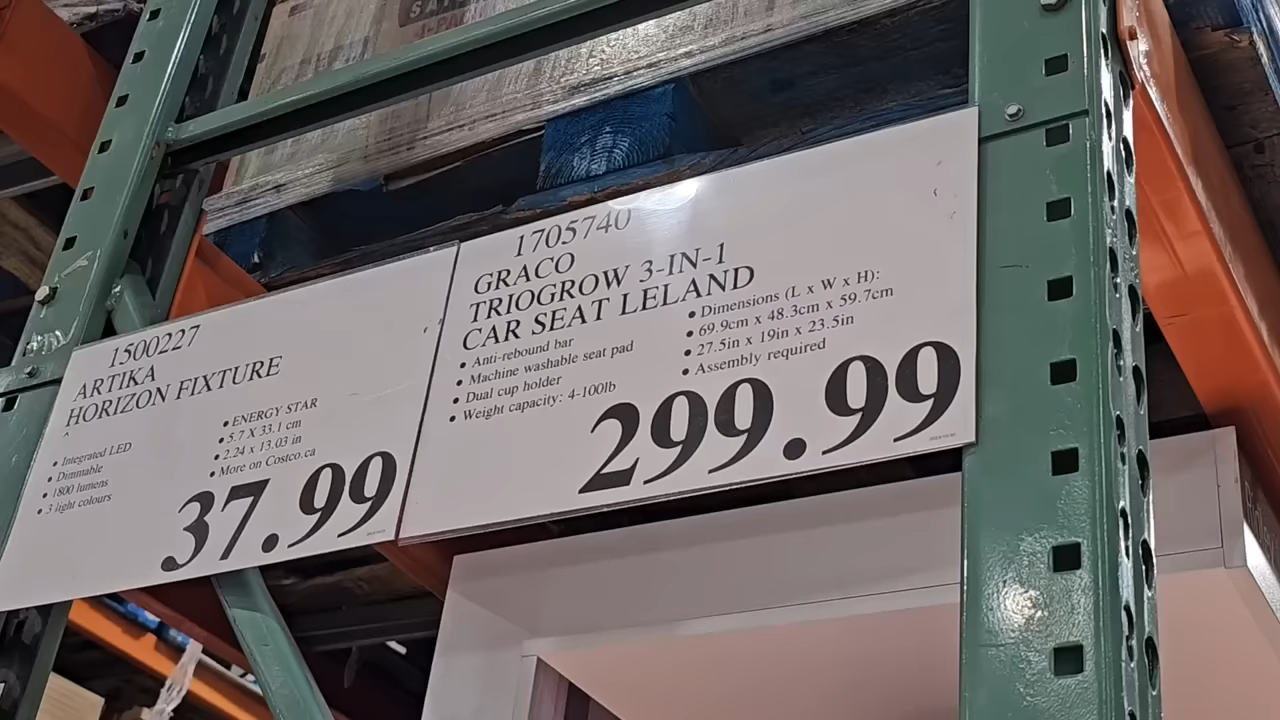 1500227
ARTIKA
HORIZON FIXTURE
• Integrated LED
• Dimmable
• 1800 lumens
• 3 light colours
• ENERGY STAR
• 5.7 X 33.1 cm
• 2.24 x 13.03 in
• More on Costco.ca
37.99
1705740
GRACO
TRIOGROW 3-IN-1
CAR SEAT LELAND
• Anti-rebound bar
• Machine washable seat pad
• Dual cup holder
• Weight capacity: 4-100lb
• Dimensions (L x W x H):
• 69.9cm x 48.3cm x 59.7cm
• 27.5in x 19in x 23.5in
• Assembly required
299.99